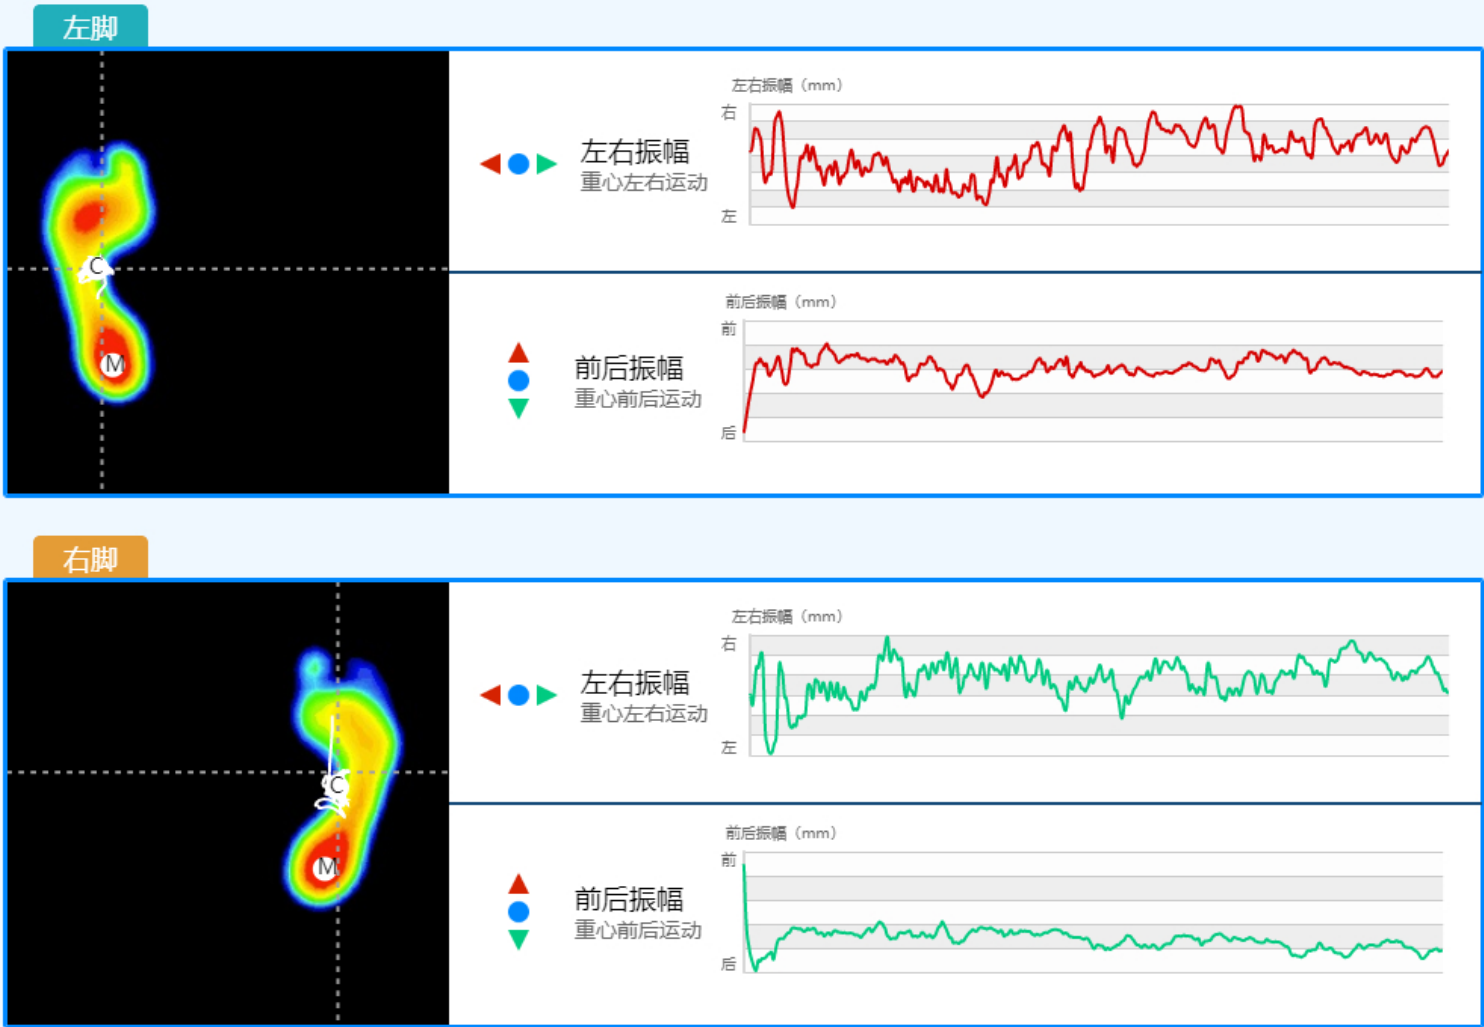 左脚
C
M
左右振幅
重心左右运动
左右振幅（mm）
右
左
前后振幅
重心前后运动
前后振幅（mm）
前
后
右脚
C
M
左右振幅
重心左右运动
左右振幅（mm）
右
左
前后振幅
重心前后运动
前后振幅（mm）
前
后